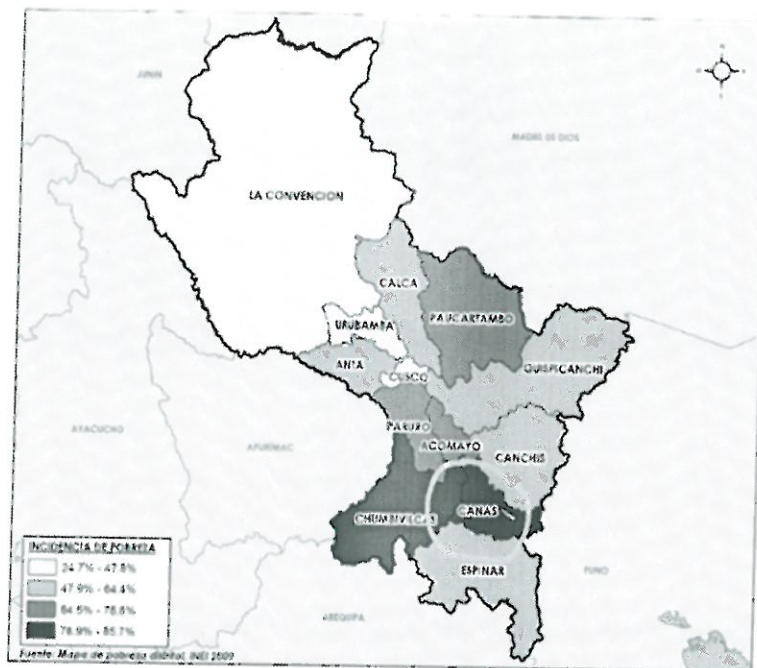 JUNIN
MADRE DE DIOS
LA CONVENCION
CALCA
PAUCARTAMBO
URUBAMBA
QUISPICANCHI
ANTA
CUSCO
AYACUCHO
APURIMAC
PARURO
ACOMAYO
CANCHIS
CHUMBIVILCAS
CANAS
ESPINAR
PUNO
AREQUIPA
INCIDENCIA DE POBREZA
24.7% - 47.8%
47.9% - 64.4%
64.5% - 78.8%
78.9% - 85.7%
Fuente: Mapa de pobreza distrital, INEI 2009